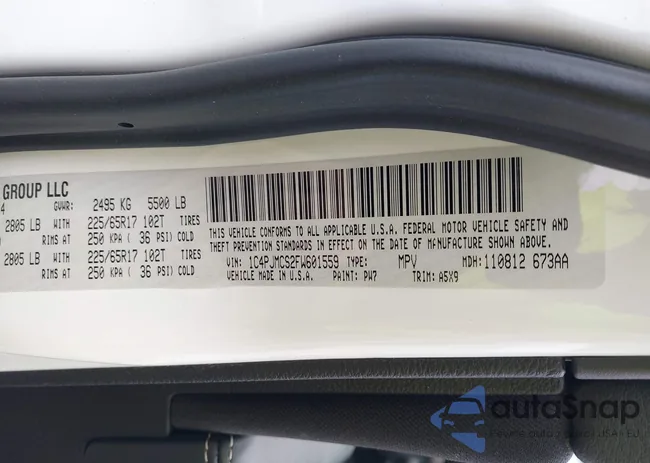 GROUP LLC
4
GVWR: 2495 KG 5500 LB
2805 LB WITH 225/65R17 102T TIRES
RIMS AT 250 KPA ( 36 PSI) COLD
2805 LB WITH 225/65R17 102T TIRES
RIMS AT 250 KPA ( 36 PSI) COLD
THIS VEHICLE CONFORMS TO ALL APPLICABLE U.S.A. FEDERAL MOTOR VEHICLE SAFETY AND
THEFT PREVENTION STANDARDS IN EFFECT ON THE DATE OF MANUFACTURE SHOWN ABOVE.
VIN: 1C4PJMCS2FW601559 TYPE: MPV MDH: 110812 673AA
VEHICLE MADE IN U.S.A. PAINT: PW7 TRIM: A5X9
autoSnap